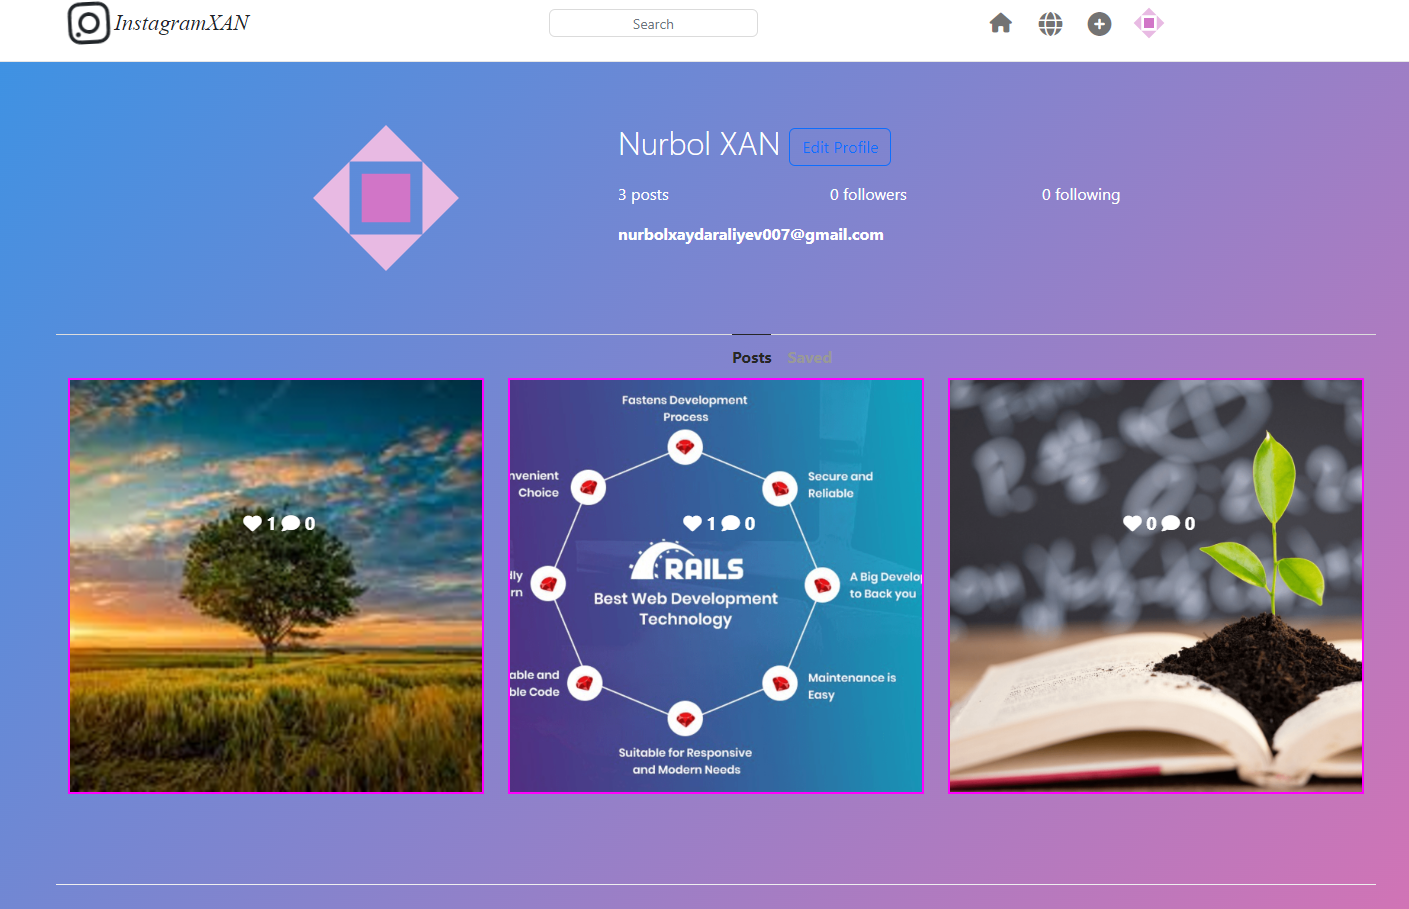 InstagramXAN
Search
Nurbol XAN
Edit Profile
3 posts
0 followers
0 following
nurbolxaydaraliyev007@gmail.com
Posts
Saved
1 0
Fastens Development
Process
nvenient
Choice
Secure and
Reliable
1 0
RAILS
Best Web Development
Technology
dly
rn
A Big Develop
to Back you
able and
ble Code
Maintenance is
Easy
Suitable for Responsive
and Modern Needs
0 0